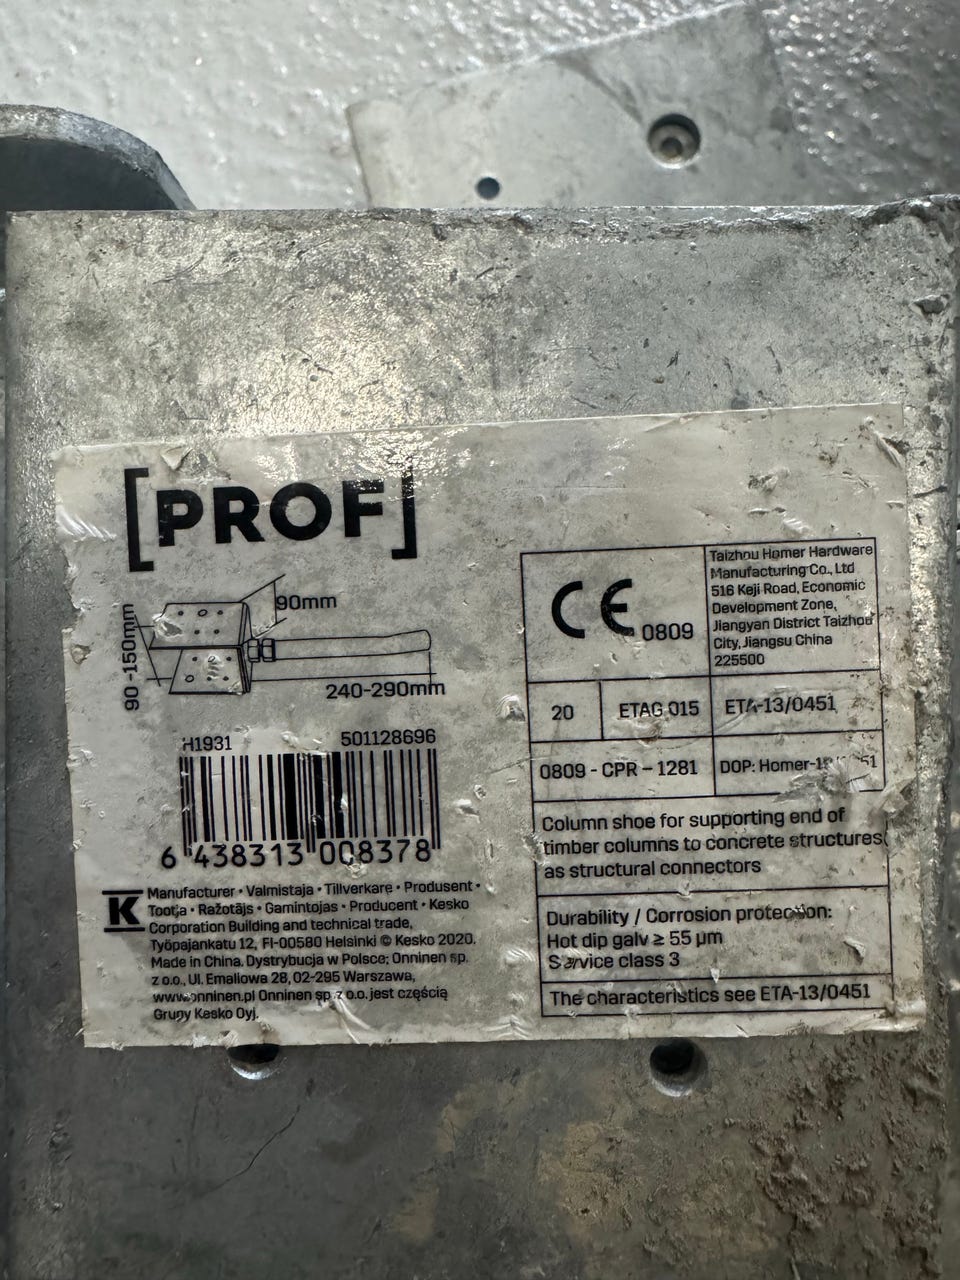 [PROF]
90mm
90 -150mm
240-290mm
H1931 501128696
6 438313 008378
K
Manufacturer • Valmistaja • Tillverkare • Produsent •
Tootja • Ražotājs • Gamintojas • Producent • Kesko
Corporation Building and technical trade,
Työpajankatu 12, FI-00580 Helsinki © Kesko 2020.
Made in China. Dystrybucja w Polsce: Onninen sp.
z o.o., Ul. Emaliowa 28, 02-295 Warszawa,
www.onninen.pl Onninen sp. z o.o. jest częścią
Grupy Kesko Oyj.
CE 0809
Taizhou Homer Hardware
Manufacturing Co., Ltd
516 Keji Road, Economic
Development Zone,
Jiangyan District Taizhou
City, Jiangsu China
225500
20 ETAG 015 ETA-13/0451
0809 - CPR - 1281 DOP:
Column shoe for supporting end of
timber columns to concrete structures
as structural connectors
Durability / Corrosion protection:
Hot dip galv ≥ 55 µm
Service class 3
The characteristics see ETA-13/0451